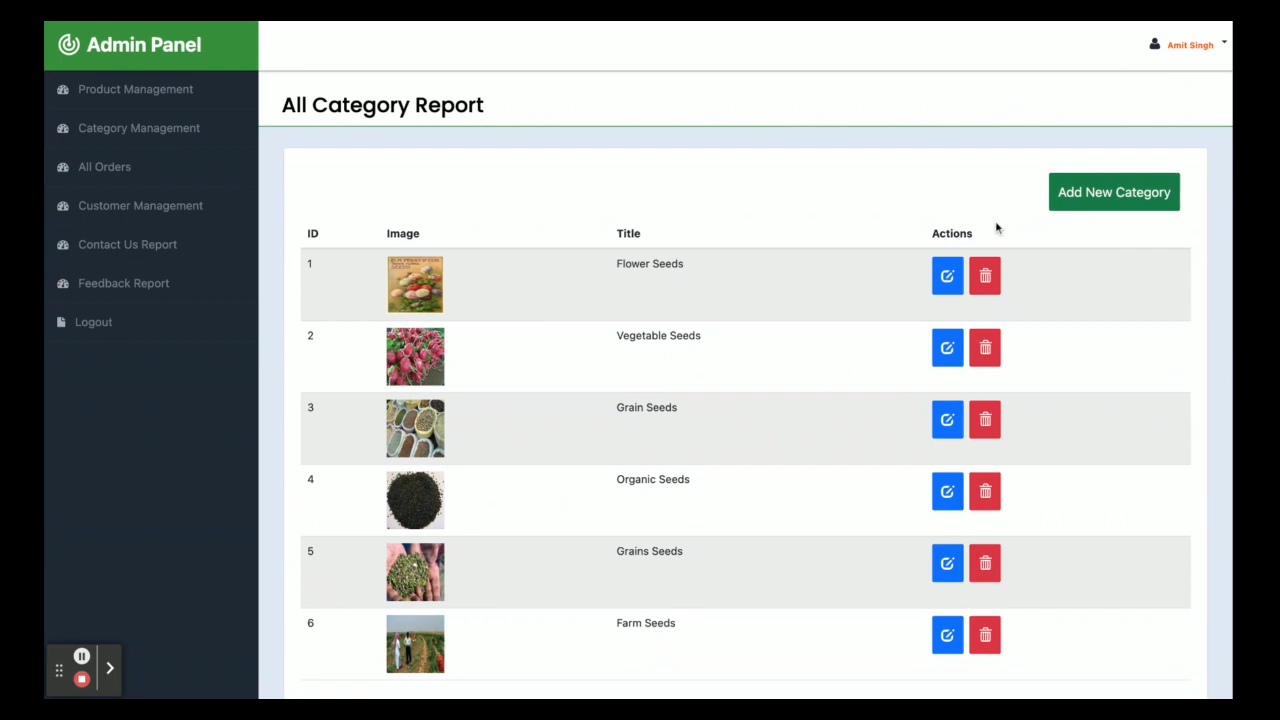 Admin Panel
Amit Singh
Product Management
Category Management
All Orders
Customer Management
Contact Us Report
Feedback Report
Logout
All Category Report
Add New Category
ID Image Title Actions
1 Flower Seeds
2 Vegetable Seeds
3 Grain Seeds
4 Organic Seeds
5 Grains Seeds
6 Farm Seeds